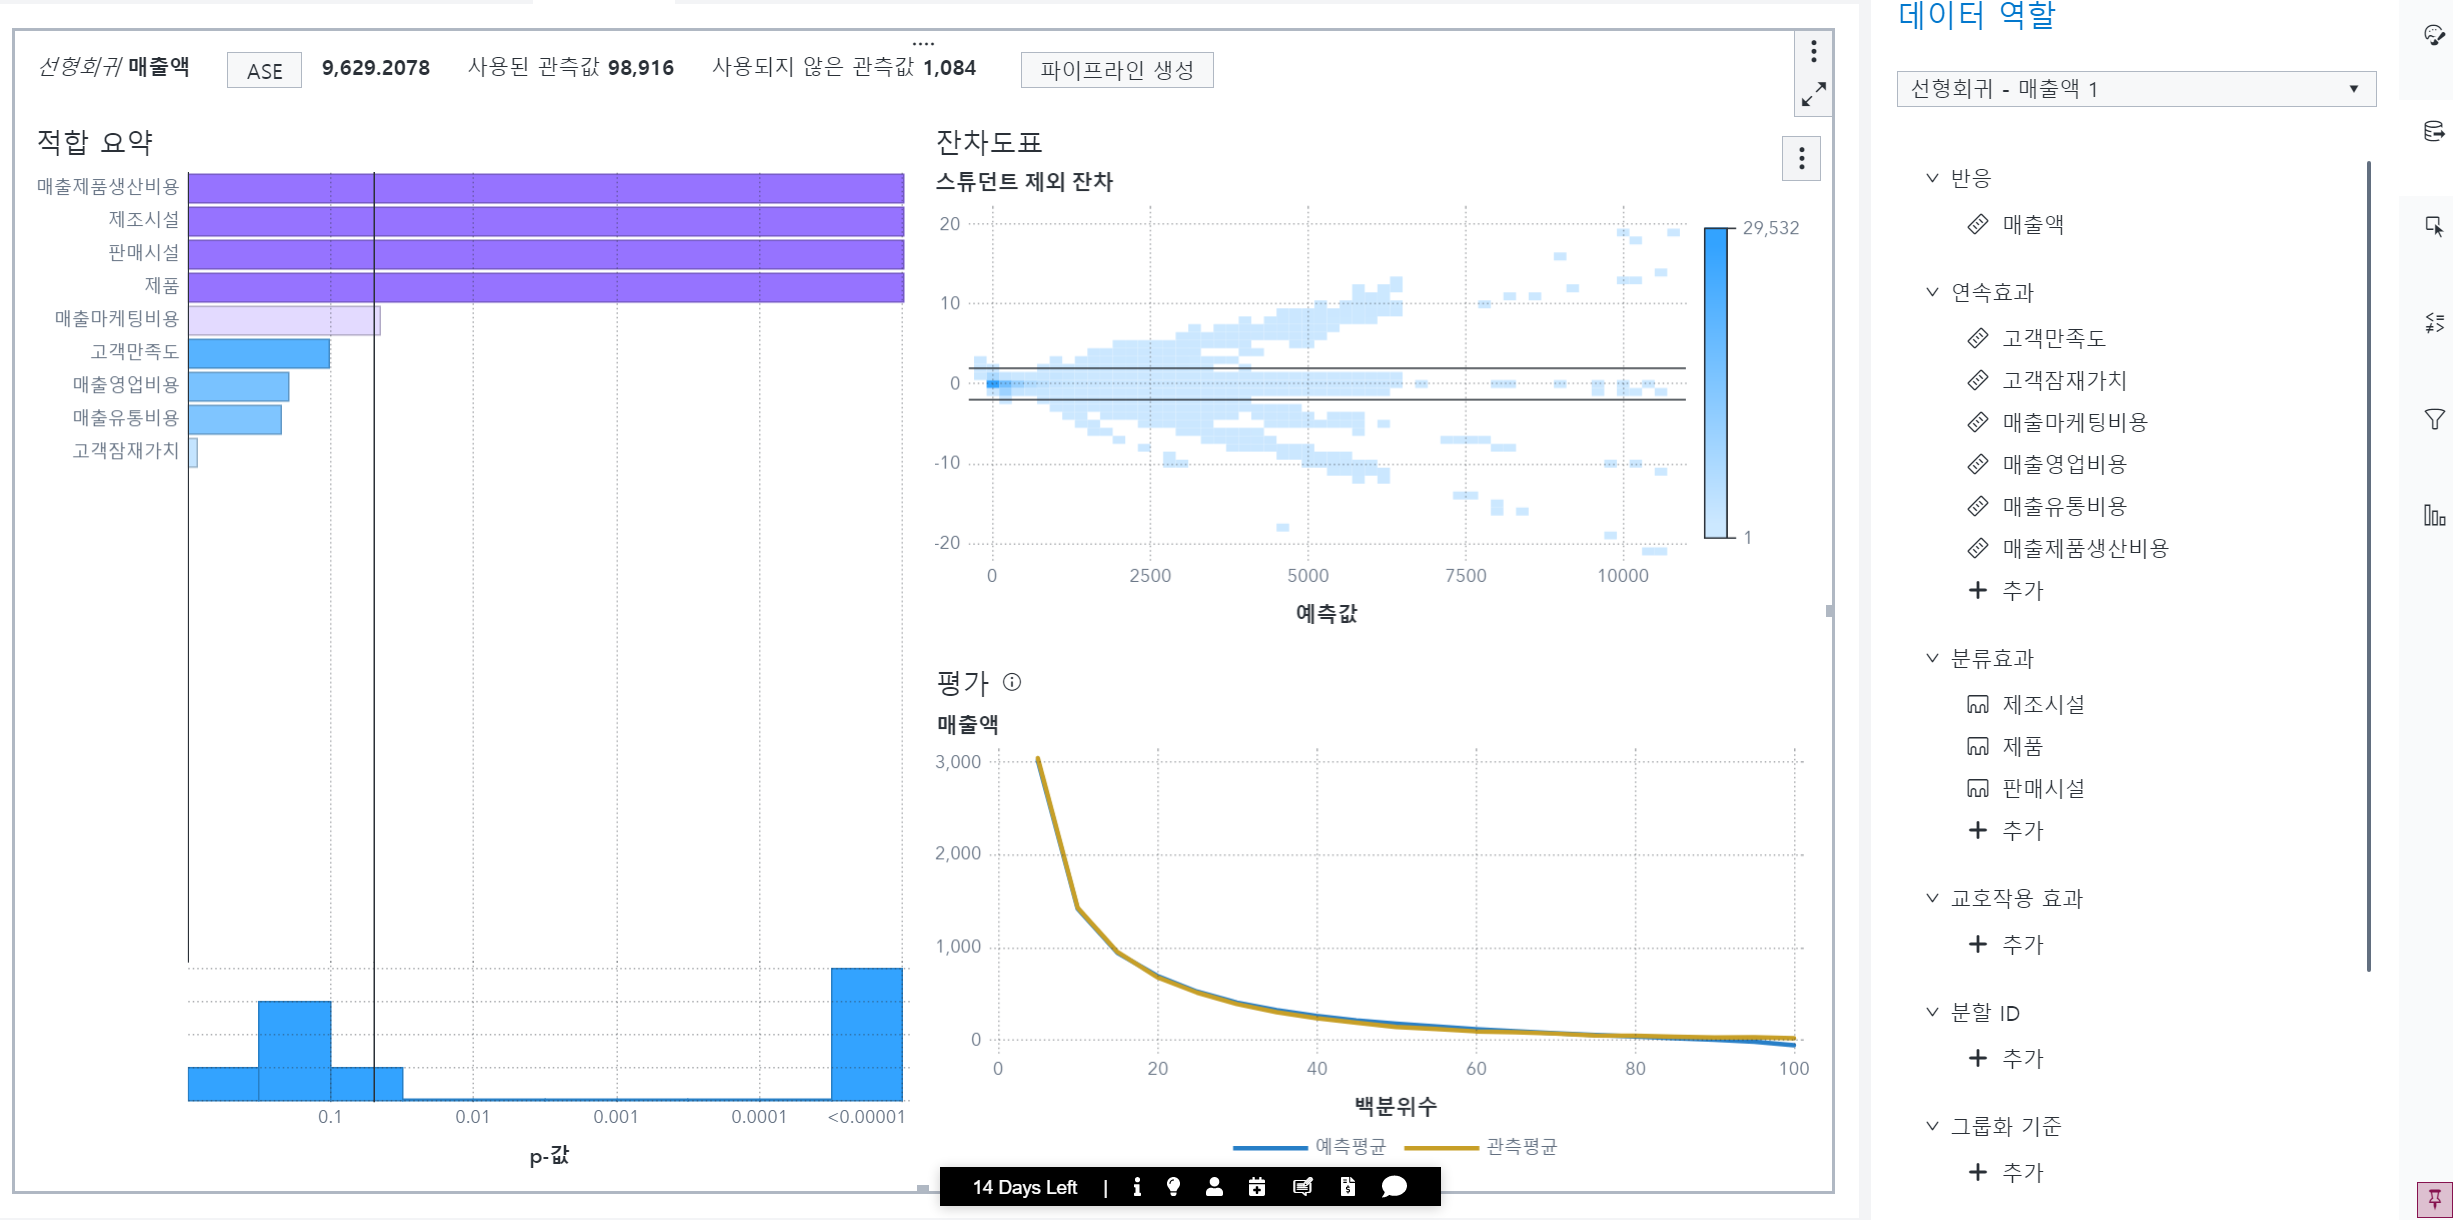 선형회귀 매출액 ASE 9,629.2078 사용된 관측값 98,916 사용되지 않은 관측값 1,084 파이프라인 생성
적합 요약
매출제품생산비용
제조시설
판매시설
제품
매출마케팅비용
고객만족도
매출영업비용
매출유통비용
고객잠재가치
0.1 0.01 0.001 0.0001 <0.00001
p-값
잔차도표
스튜던트 제외 잔차
20
10
0
-10
-20
0 2500 5000 7500 10000
예측값
29,532
1
평가
매출액
3,000
2,000
1,000
0
0 20 40 60 80 100
백분위수
예측평균 관측평균
14 Days Left |
데이터 역할
선형회귀 - 매출액 1
반응
매출액
연속효과
고객만족도
고객잠재가치
매출마케팅비용
매출영업비용
매출유통비용
매출제품생산비용
추가
분류효과
제조시설
제품
판매시설
추가
교호작용 효과
추가
분할 ID
추가
그룹화 기준
추가